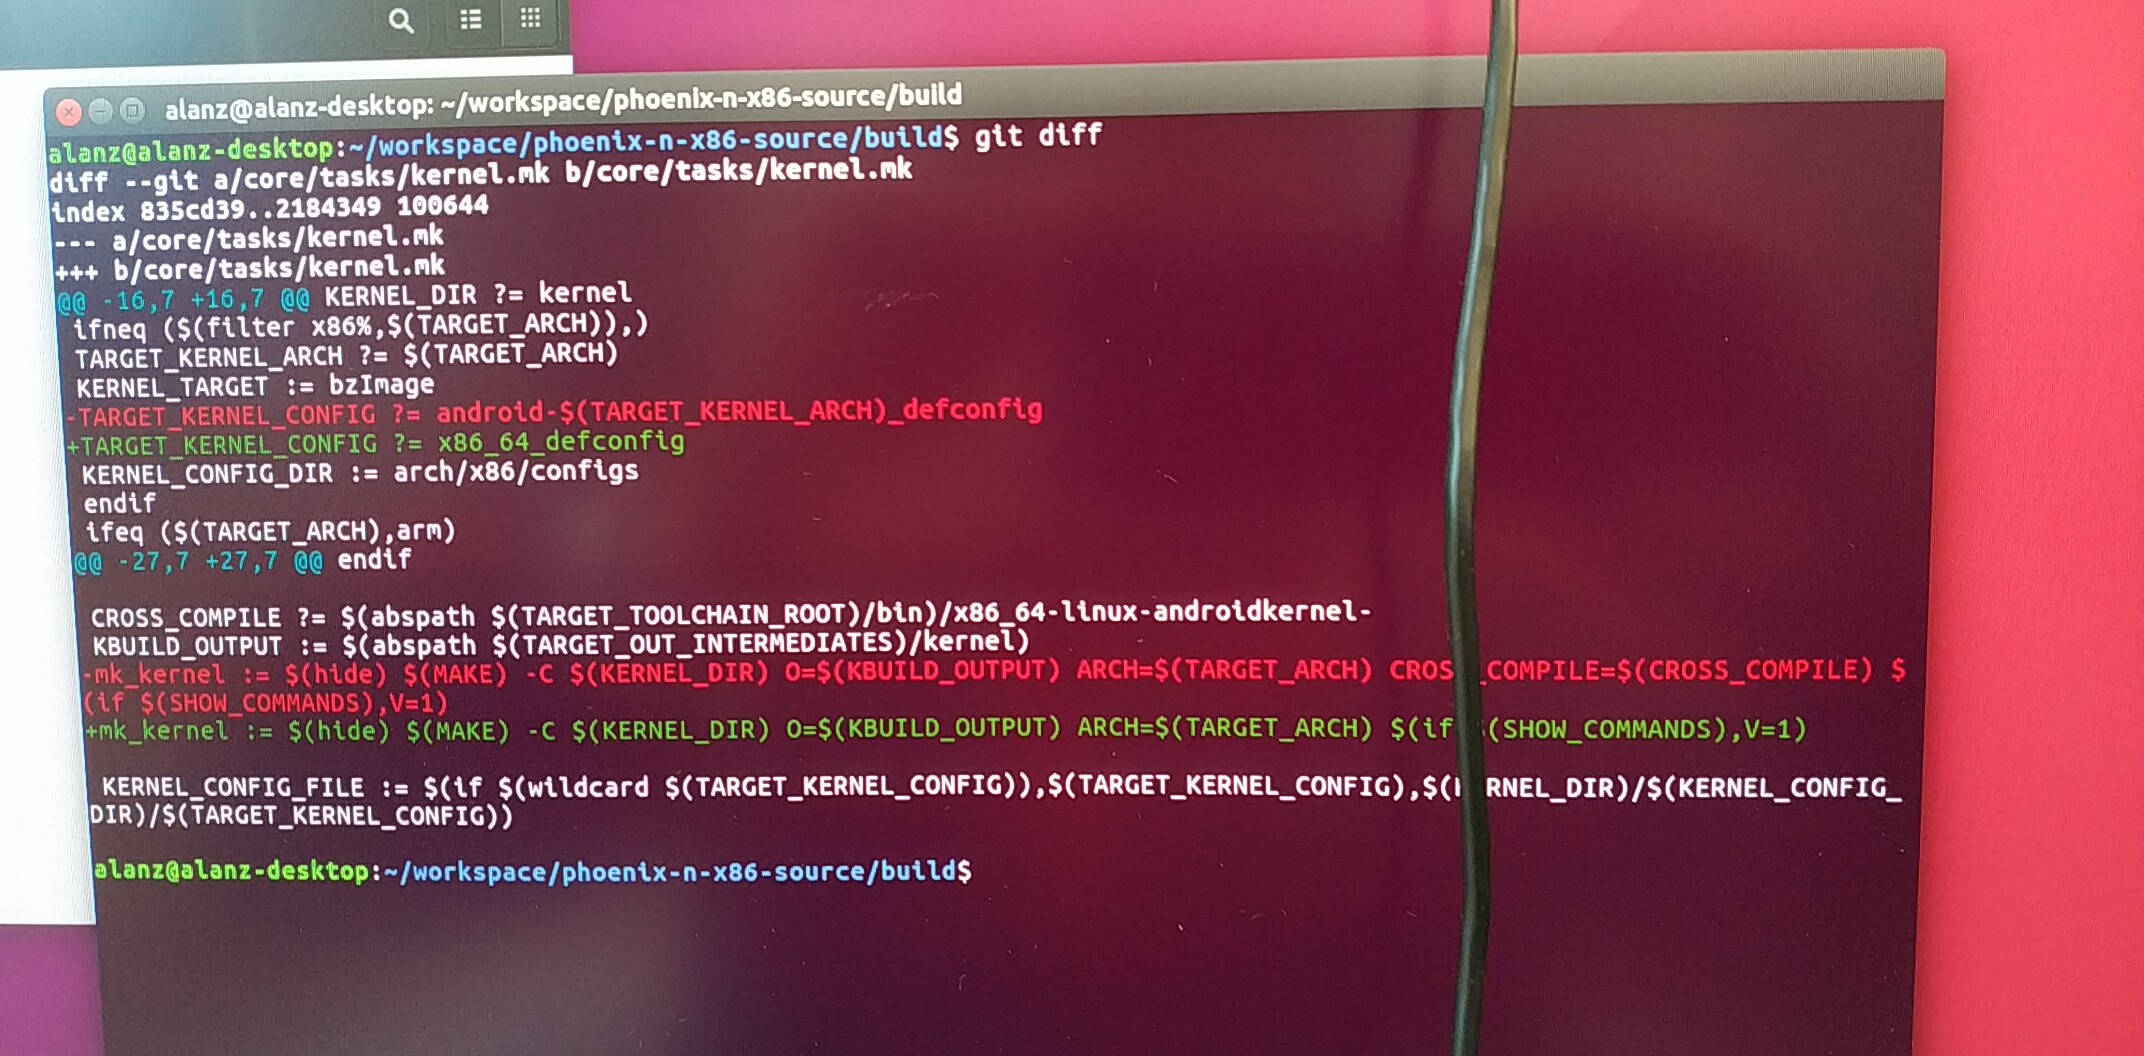 alanz@alanz-desktop: ~/workspace/phoenix-n-x86-source/build
alanz@alanz-desktop:~/workspace/phoenix-n-x86-source/build$ git diff
diff --git a/core/tasks/kernel.mk b/core/tasks/kernel.mk
index 835cd39..2184349 100644
--- a/core/tasks/kernel.mk
+++ b/core/tasks/kernel.mk
@@ -16,7 +16,7 @@ KERNEL_DIR ?= kernel
 ifneq ($(filter x86%,$(TARGET_ARCH)),)
 TARGET_KERNEL_ARCH ?= $(TARGET_ARCH)
 KERNEL_TARGET := bzImage
-TARGET_KERNEL_CONFIG ?= android-$(TARGET_KERNEL_ARCH)_defconfig
+TARGET_KERNEL_CONFIG ?= x86_64_defconfig
 KERNEL_CONFIG_DIR := arch/x86/configs
 endif
 ifeq ($(TARGET_ARCH),arm)
@@ -27,7 +27,7 @@ endif
 CROSS_COMPILE ?= $(abspath $(TARGET_TOOLCHAIN_ROOT)/bin)/x86_64-linux-androidkernel-
 KBUILD_OUTPUT := $(abspath $(TARGET_OUT_INTERMEDIATES)/kernel)
-mk_kernel := $(hide) $(MAKE) -C $(KERNEL_DIR) O=$(KBUILD_OUTPUT) ARCH=$(TARGET_ARCH) CROS _COMPILE=$(CROSS_COMPILE) $
(if $(SHOW_COMMANDS),V=1)
+mk_kernel := $(hide) $(MAKE) -C $(KERNEL_DIR) O=$(KBUILD_OUTPUT) ARCH=$(TARGET_ARCH) $(if (SHOW_COMMANDS),V=1)
 KERNEL_CONFIG_FILE := $(if $(wildcard $(TARGET_KERNEL_CONFIG)),$(TARGET_KERNEL_CONFIG),$( RNEL_DIR)/$(KERNEL_CONFIG_
DIR)/$(TARGET_KERNEL_CONFIG))
alanz@alanz-desktop:~/workspace/phoenix-n-x86-source/build$